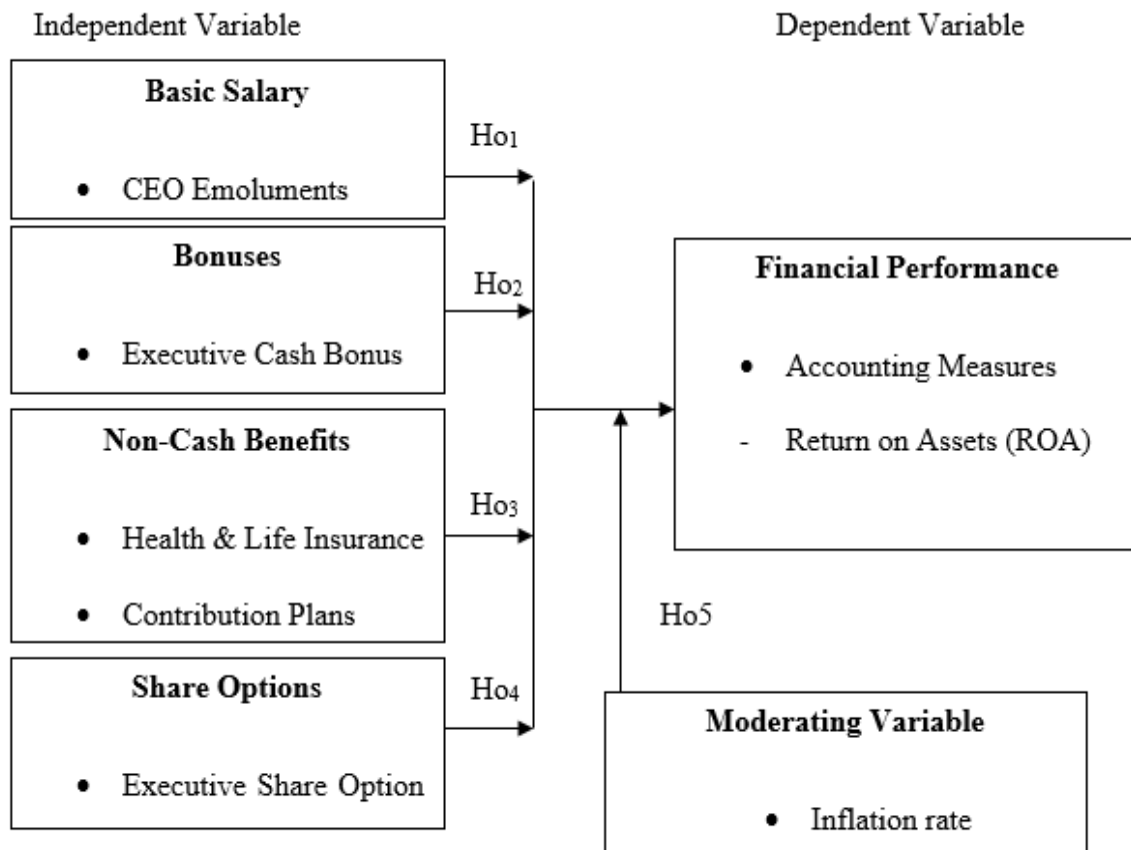 Independent Variable
Dependent Variable
Basic Salary
• CEO Emoluments
Ho1
Bonuses
• Executive Cash Bonus
Ho2
Non-Cash Benefits
• Health & Life Insurance
• Contribution Plans
Ho3
Share Options
• Executive Share Option
Ho4
Financial Performance
• Accounting Measures
- Return on Assets (ROA)
Ho5
Moderating Variable
• Inflation rate